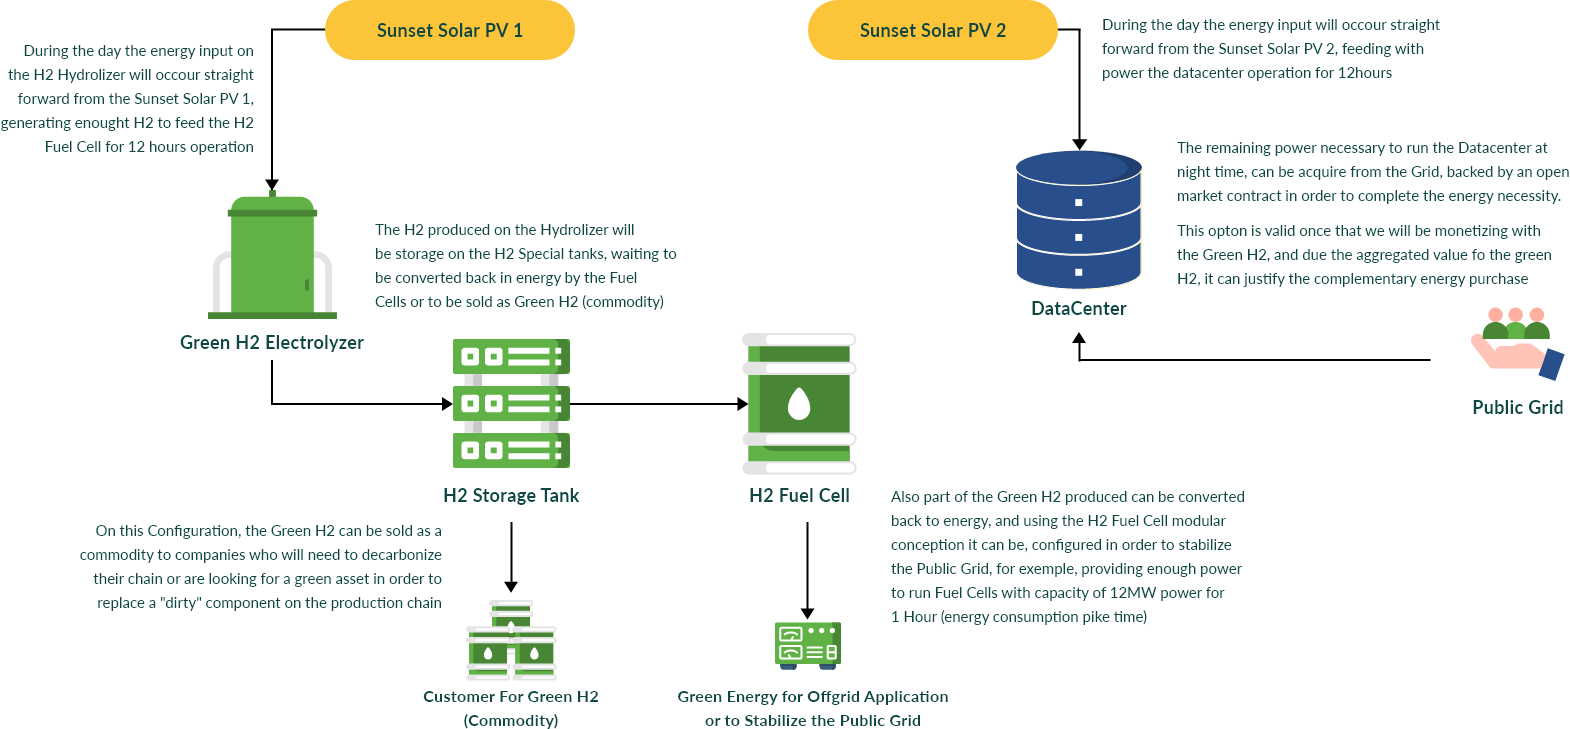 Sunset Solar PV 1
Sunset Solar PV 2
During the day the energy input on
the H2 Hydrolizer will occour straight
forward from the Sunset Solar PV 1,
generating enought H2 to feed the H2
Fuel Cell for 12 hours operation
During the day the energy input will occour straight
forward from the Sunset Solar PV 2, feeding with
power the datacenter operation for 12hours
The remaining power necessary to run the Datacenter at
night time, can be acquire from the Grid, backed by an open
market contract in order to complete the energy necessity.
This opton is valid once that we will be monetizing with
the Green H2, and due the aggregated value fo the green
H2, it can justify the complementary energy purchase
The H2 produced on the Hydrolizer will
be storage on the H2 Special tanks, waiting to
be converted back in energy by the Fuel
Cells or to be sold as Green H2 (commodity)
DataCenter
Green H2 Electrolyzer
Public Grid
H2 Storage Tank
H2 Fuel Cell
On this Configuration, the Green H2 can be sold as a
commodity to companies who will need to decarbonize
their chain or are looking for a green asset in order to
replace a "dirty" component on the production chain
Also part of the Green H2 produced can be converted
back to energy, and using the H2 Fuel Cell modular
conception it can be, configured in order to stabilize
the Public Grid, for exemple, providing enough power
to run Fuel Cells with capacity of 12MW power for
1 Hour (energy consumption pike time)
Customer For Green H2
(Commodity)
Green Energy for Offgrid Application
or to Stabilize the Public Grid